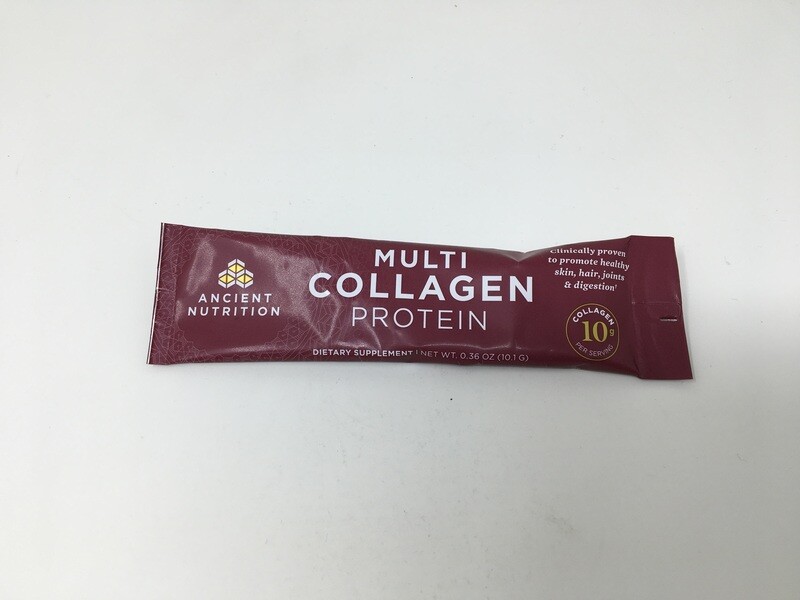 ANCIENT
NUTRITION
MULTI
COLLAGEN
PROTEIN
DIETARY SUPPLEMENT | NET WT. 0.36 OZ (10.1 G)
Clinically proven
to promote healthy
skin, hair, joints
& digestion†
COLLAGEN
10g
PER SERVING